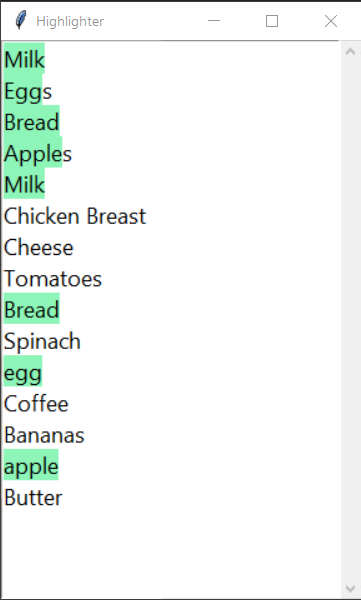 Highlighter
Milk
Eggs
Bread
Apples
Milk
Chicken Breast
Cheese
Tomatoes
Bread
Spinach
egg
Coffee
Bananas
apple
Butter